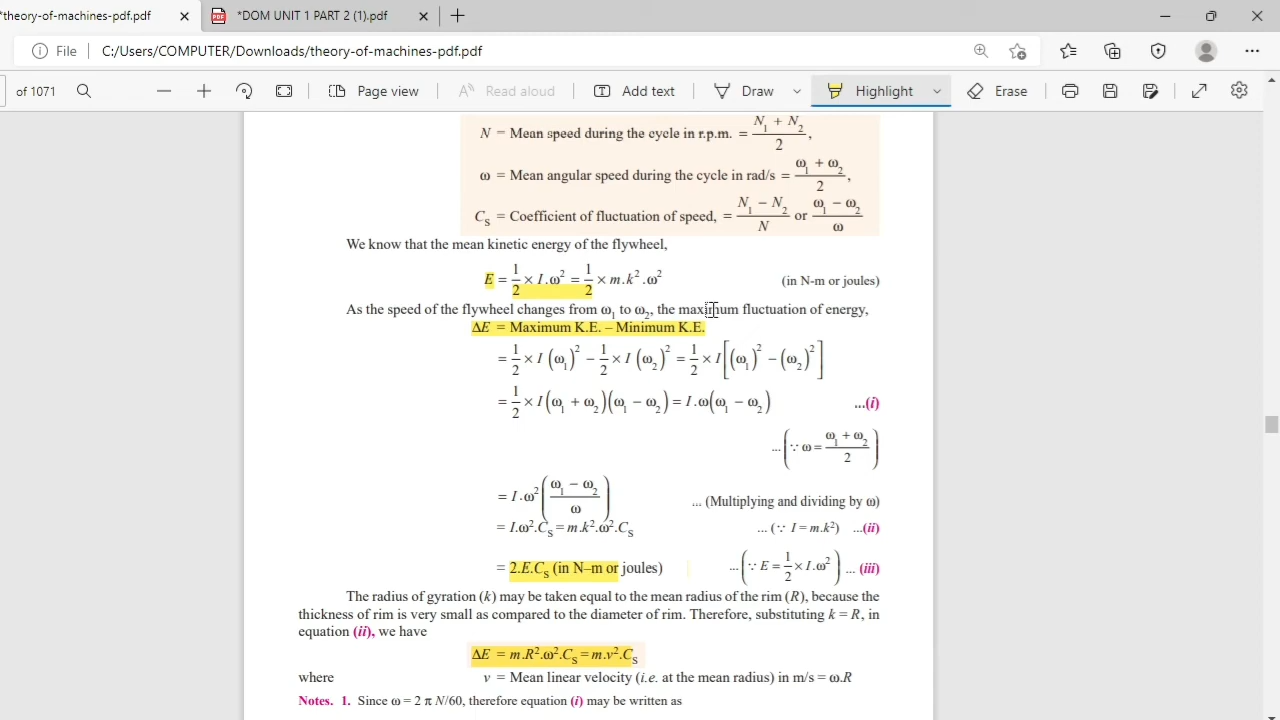 *theory-of-machines-pdf.pdf
*DOM UNIT 1 PART 2 (1).pdf
File C:/Users/COMPUTER/Downloads/theory-of-machines-pdf.pdf
of 1071 Page view Read aloud Add text Draw Highlight Erase
N = Mean speed during the cycle in r.p.m. = (N₁ + N₂)/2,
ω = Mean angular speed during the cycle in rad/s = (ω₁ + ω₂)/2,
C_S = Coefficient of fluctuation of speed, = (N₁ − N₂)/N or (ω₁ − ω₂)/ω
We know that the mean kinetic energy of the flywheel,
E = 1/2 × I.ω² = 1/2 × m.k².ω² (in N-m or joules)
As the speed of the flywheel changes from ω₁ to ω₂, the maximum fluctuation of energy,
ΔE = Maximum K.E. – Minimum K.E.
= 1/2 × I (ω₁)² − 1/2 × I (ω₂)² = 1/2 × I[(ω₁)² − (ω₂)²]
= 1/2 × I(ω₁ + ω₂)(ω₁ − ω₂) = I.ω(ω₁ − ω₂) ...(i)
...(∵ ω = (ω₁ + ω₂)/2)
= I.ω²((ω₁ − ω₂)/ω) ... (Multiplying and dividing by ω)
= I.ω².C_S = m.k².ω².C_S ... (∵ I = m.k²) ...(ii)
= 2.E.C_S (in N–m or joules) ...(∵ E = 1/2 × I.ω²) ... (iii)
The radius of gyration (k) may be taken equal to the mean radius of the rim (R), because the
thickness of rim is very small as compared to the diameter of rim. Therefore, substituting k = R, in
equation (ii), we have
ΔE = m.R².ω².C_S = m.v².C_S
where v = Mean linear velocity (i.e. at the mean radius) in m/s = ω.R
Notes. 1. Since ω = 2 π N/60, therefore equation (i) may be written as